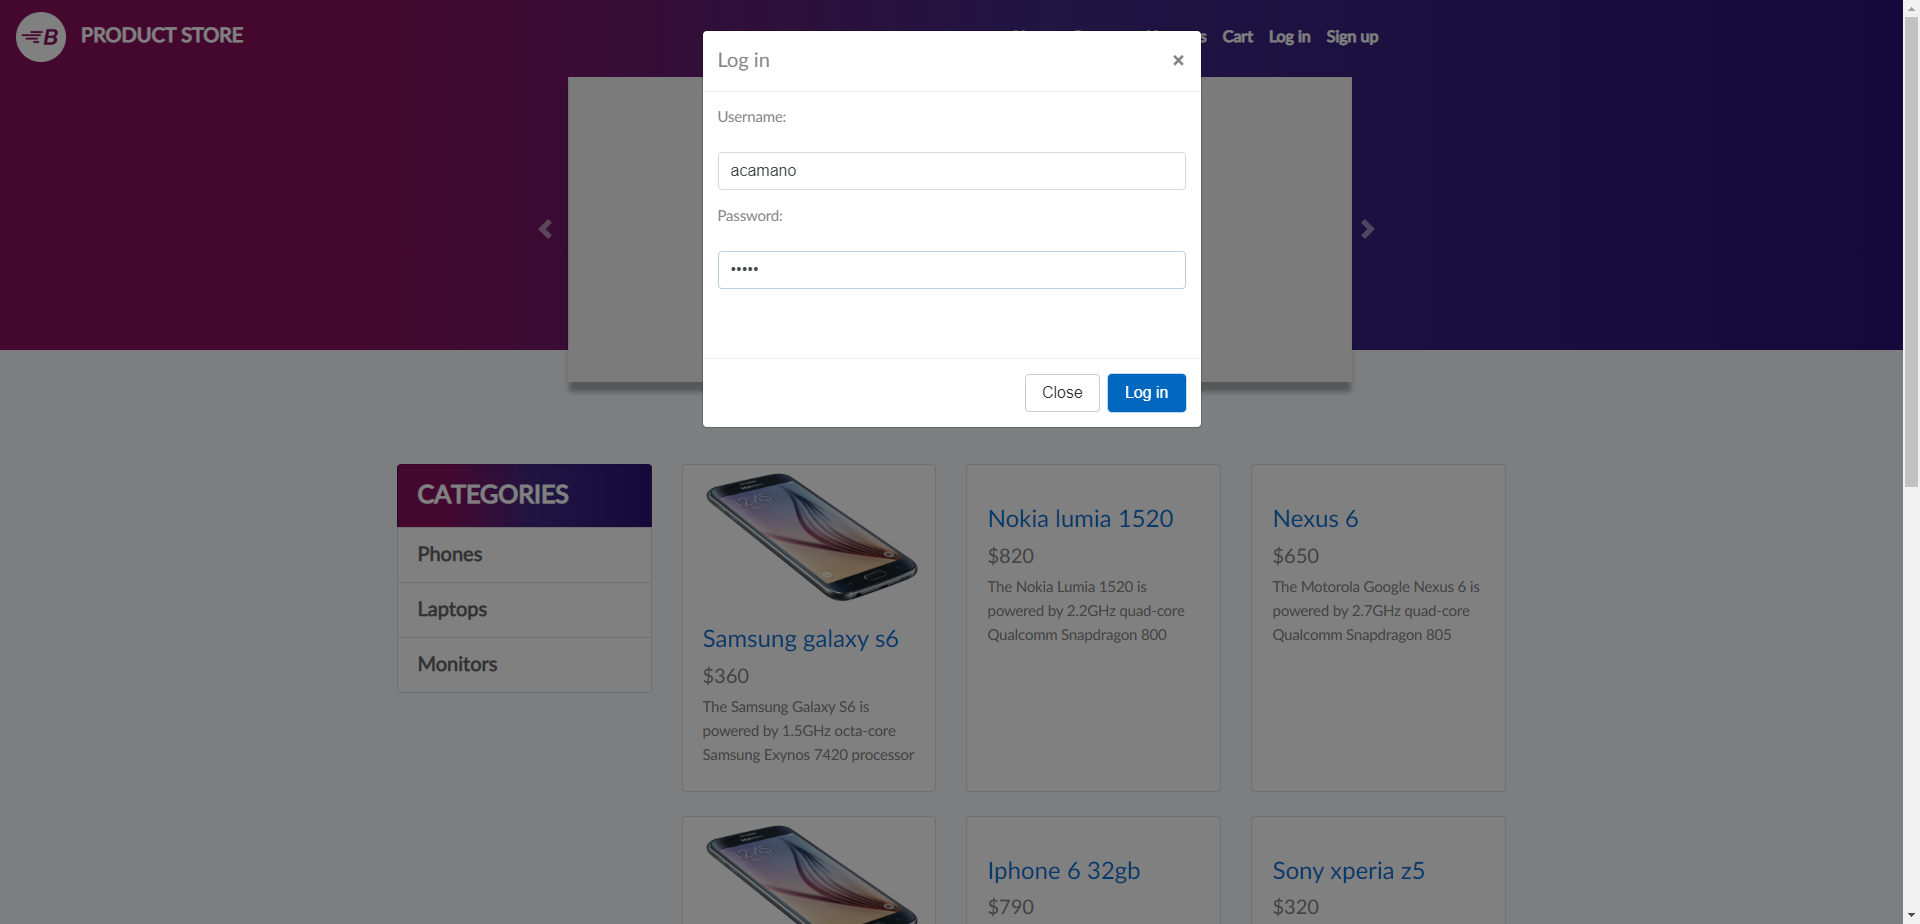 PRODUCT STORE
Cart Log in Sign up
Log in
×
Username:
acamano
Password:
•••••
Close Log in
CATEGORIES
Phones
Laptops
Monitors
Samsung galaxy s6
$360
The Samsung Galaxy S6 is
powered by 1.5GHz octa-core
Samsung Exynos 7420 processor
Nokia lumia 1520
$820
The Nokia Lumia 1520 is
powered by 2.2GHz quad-core
Qualcomm Snapdragon 800
Nexus 6
$650
The Motorola Google Nexus 6 is
powered by 2.7GHz quad-core
Qualcomm Snapdragon 805
Iphone 6 32gb
$790
Sony xperia z5
$320